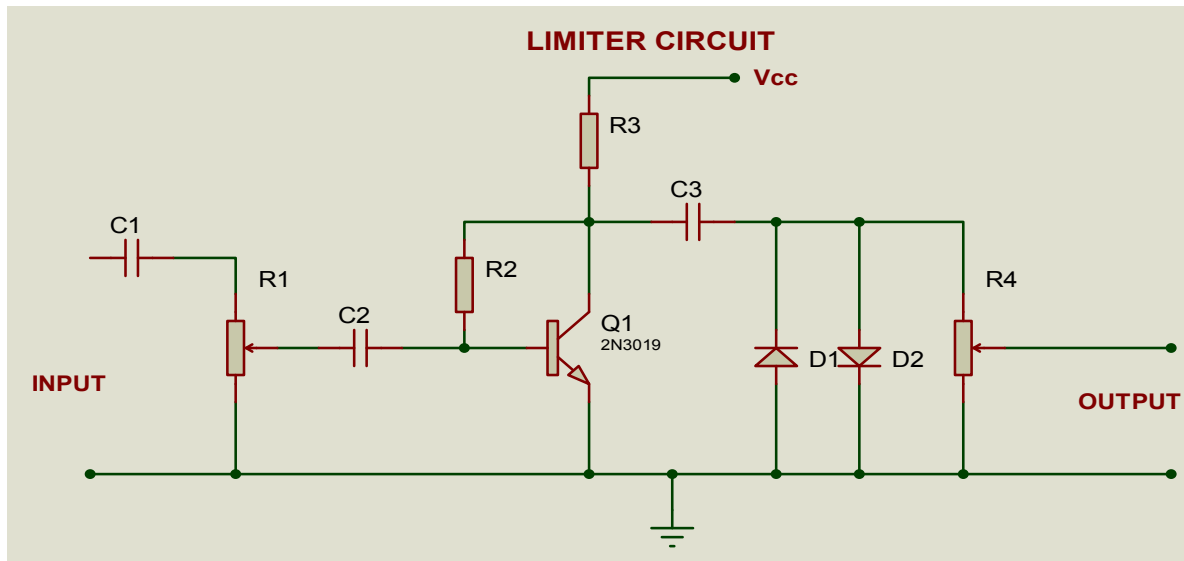 LIMITER CIRCUIT
Vcc
R3
C3
C1
R1
R2
R4
C2
Q1
2N3019
D1
D2
INPUT
OUTPUT